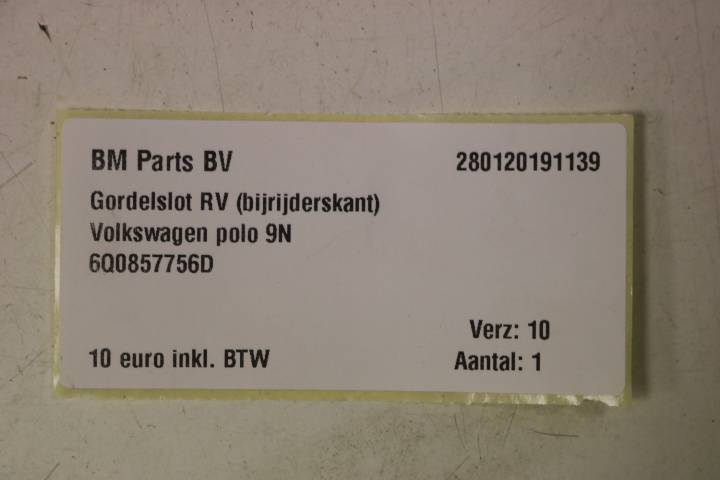 BM Parts BV 280120191139
Gordelslot RV (bijrijderskant)
Volkswagen polo 9N
6Q0857756D
Verz: 10
10 euro inkl. BTW Aantal: 1